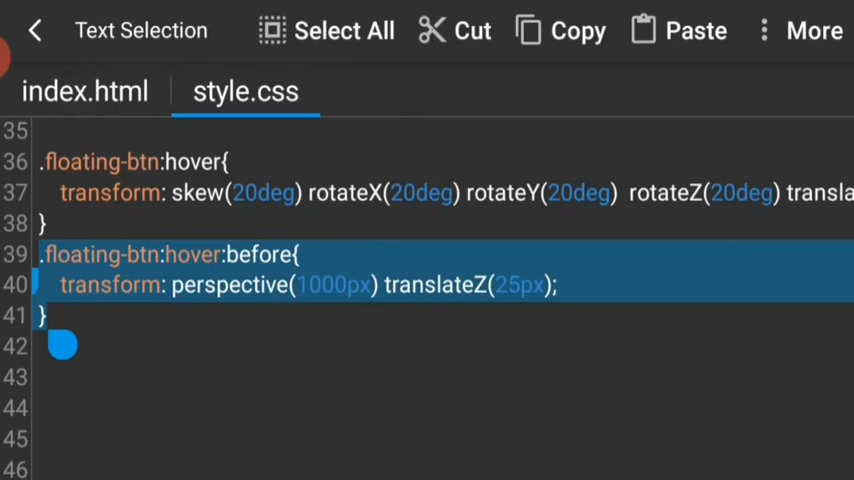 Text Selection Select All Cut Copy Paste More
index.html style.css
35
36 .floating-btn:hover{
37 transform: skew(20deg) rotateX(20deg) rotateY(20deg) rotateZ(20deg) transla
38 }
39 .floating-btn:hover:before{
40 transform: perspective(1000px) translateZ(25px);
41 }
42
43
44
45
46